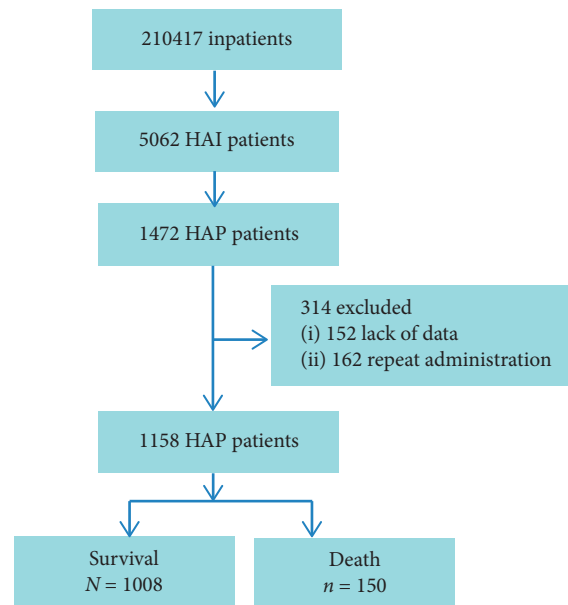 210417 inpatients
5062 HAI patients
1472 HAP patients
314 excluded
(i) 152 lack of data
(ii) 162 repeat administration
1158 HAP patients
Survival
N = 1008
Death
n = 150